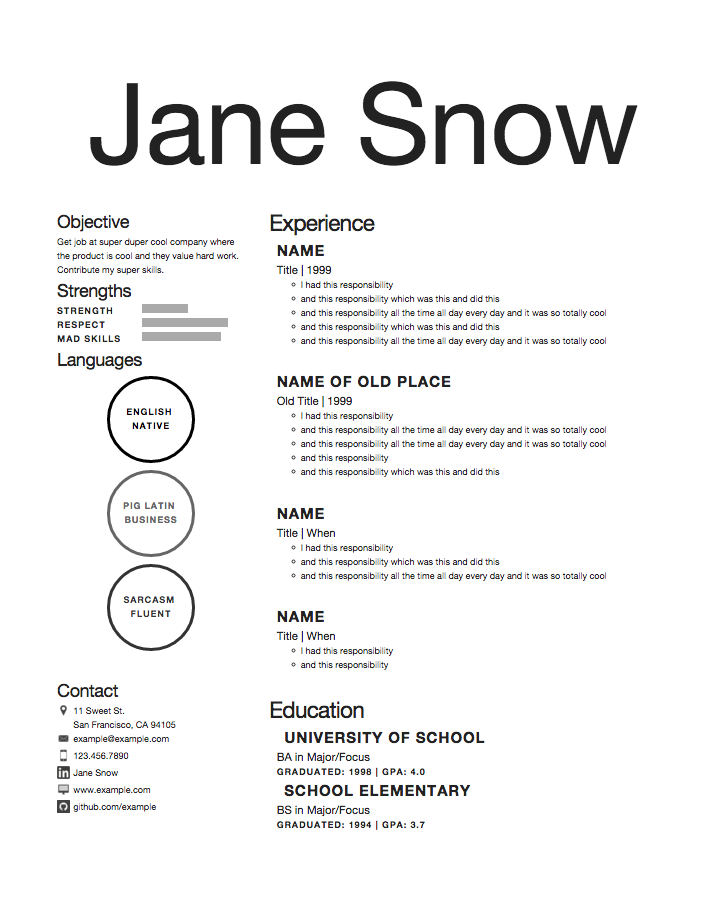 Jane Snow
Objective
Get job at super duper cool company where
the product is cool and they value hard work.
Contribute my super skills.
Strengths
STRENGTH
RESPECT
MAD SKILLS
Languages
ENGLISH
NATIVE
PIG LATIN
BUSINESS
SARCASM
FLUENT
Contact
11 Sweet St.
San Francisco, CA 94105
example@example.com
123.456.7890
in Jane Snow
www.example.com
github.com/example
Experience
NAME
Title | 1999
I had this responsibility
and this responsibility which was this and did this
and this responsibility all the time all day every day and it was so totally cool
and this responsibility which was this and did this
and this responsibility all the time all day every day and it was so totally cool
NAME OF OLD PLACE
Old Title | 1999
I had this responsibility
and this responsibility all the time all day every day and it was so totally cool
and this responsibility all the time all day every day and it was so totally cool
and this responsibility
and this responsibility which was this and did this
NAME
Title | When
I had this responsibility
and this responsibility which was this and did this
and this responsibility all the time all day every day and it was so totally cool
NAME
Title | When
I had this responsibility
and this responsibility
Education
UNIVERSITY OF SCHOOL
BA in Major/Focus
GRADUATED: 1998 | GPA: 4.0
SCHOOL ELEMENTARY
BS in Major/Focus
GRADUATED: 1994 | GPA: 3.7